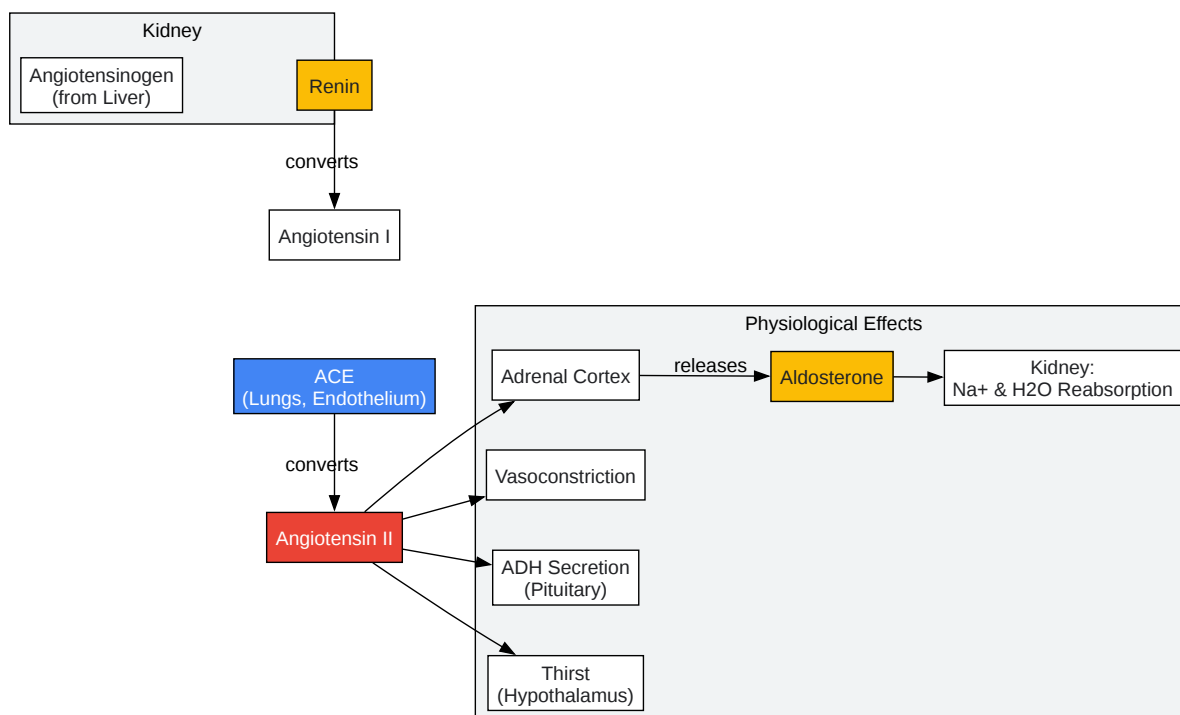 Kidney
Angiotensinogen
(from Liver)
Renin
converts
Angiotensin I
Physiological Effects
ACE
(Lungs, Endothelium)
Adrenal Cortex
releases
Aldosterone
Kidney:
Na+ & H2O Reabsorption
converts
Vasoconstriction
Angiotensin II
ADH Secretion
(Pituitary)
Thirst
(Hypothalamus)